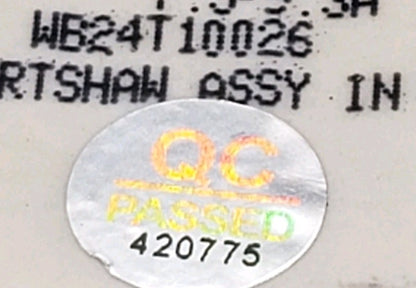 WB24T10026
RTSHAW ASSY IN
QC
PASSED
420775